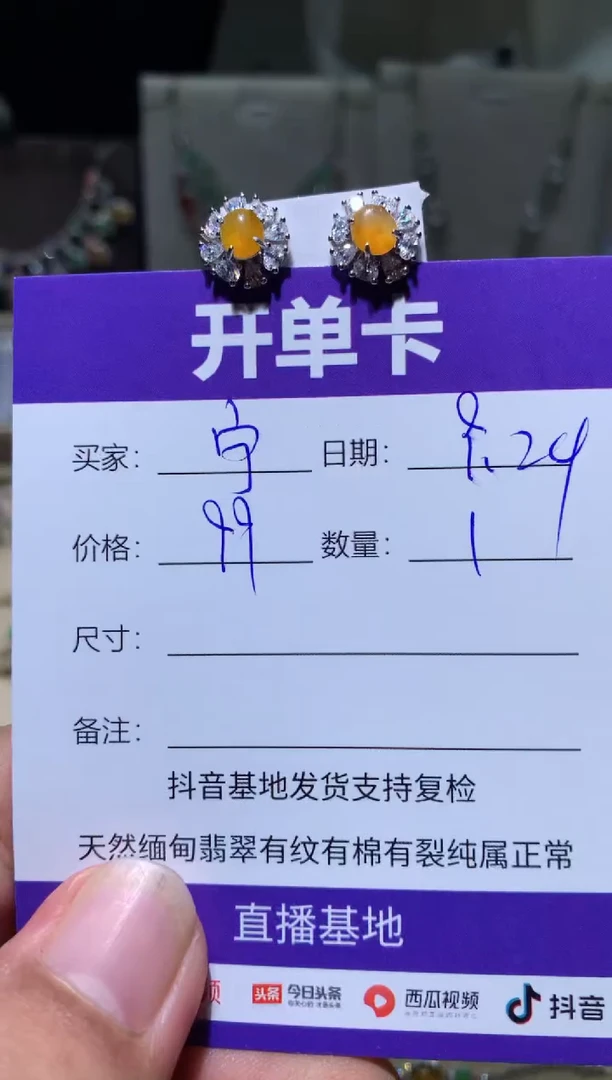 开单卡
买家：宁 日期：9.24
价格：99 数量：1
尺寸：
备注：
抖音基地发货支持复检
天然缅甸翡翠有纹有棉有裂纯属正常
直播基地
频 头条 今日头条 西瓜视频 抖音